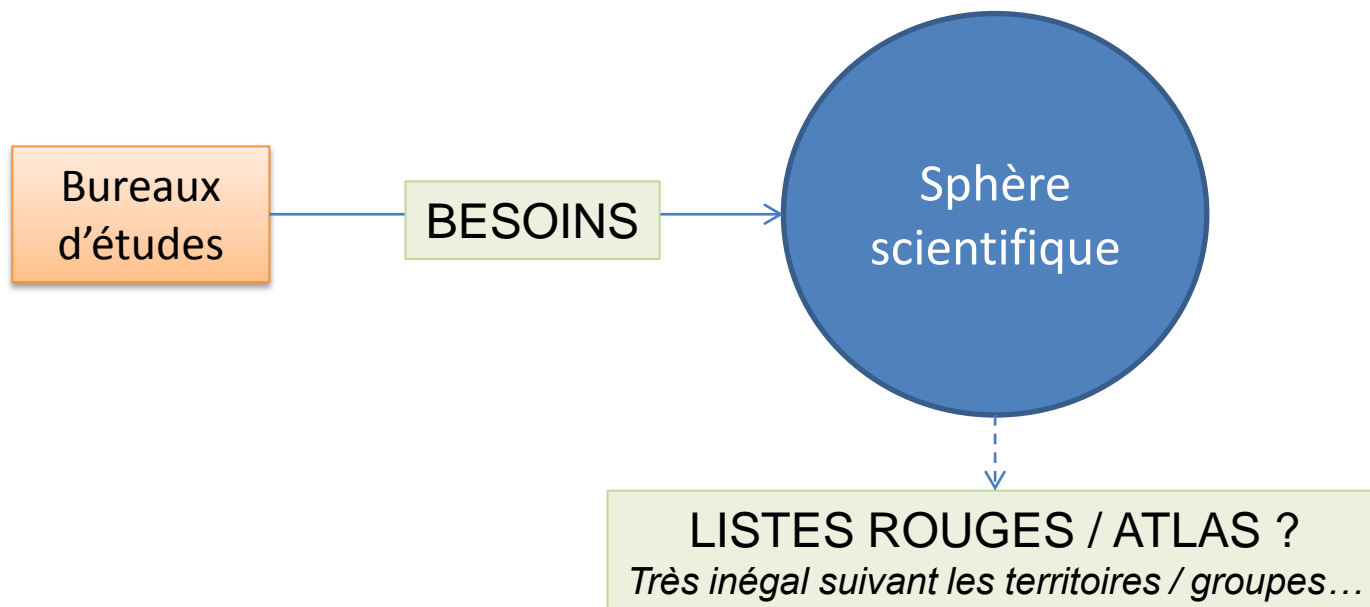 Bureaux
d’études
BESOINS
Sphère
scientifique
LISTES ROUGES / ATLAS ?
Très inégal suivant les territoires / groupes…